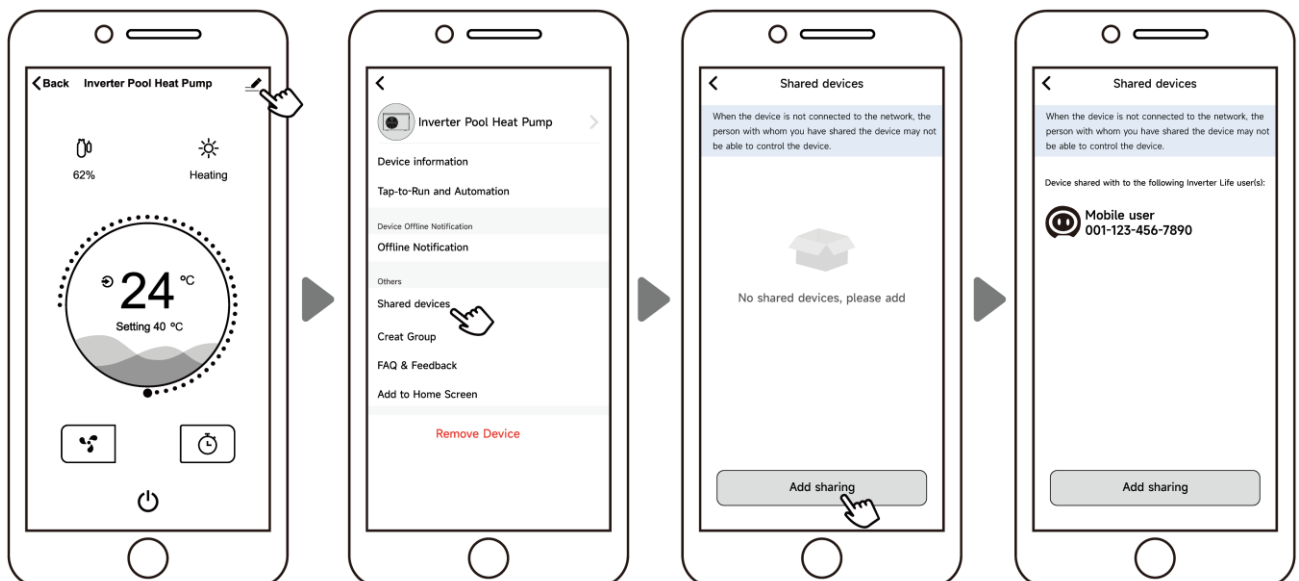 Back Inverter Pool Heat Pump
62% Heating
24 °C
Setting 40 °C
Inverter Pool Heat Pump
Device information
Tap-to-Run and Automation
Device Offline Notification
Offline Notification
Others
Shared devices
Creat Group
FAQ & Feedback
Add to Home Screen
Remove Device
Shared devices
When the device is not connected to the network, the
person with whom you have shared the device may not
be able to control the device.
No shared devices, please add
Add sharing
Shared devices
When the device is not connected to the network, the
person with whom you have shared the device may not
be able to control the device.
Device shared with to the following Inverter Life user(s):
Mobile user
001-123-456-7890
Add sharing